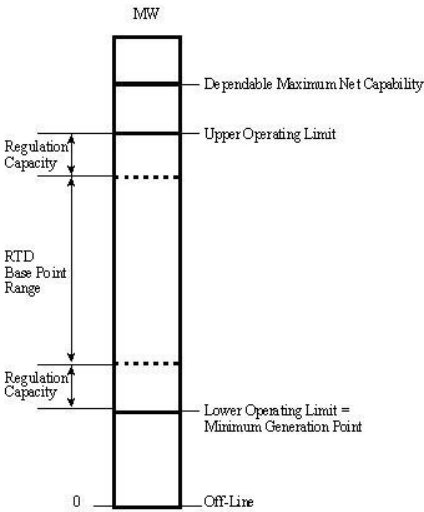 MW
Dependable Maximum Net Capability
Upper Operating Limit
Regulation
Capacity
RTD
Base Point
Range
Regulation
Capacity
Lower Operating Limit =
Minimum Generation Point
0
Off-Line